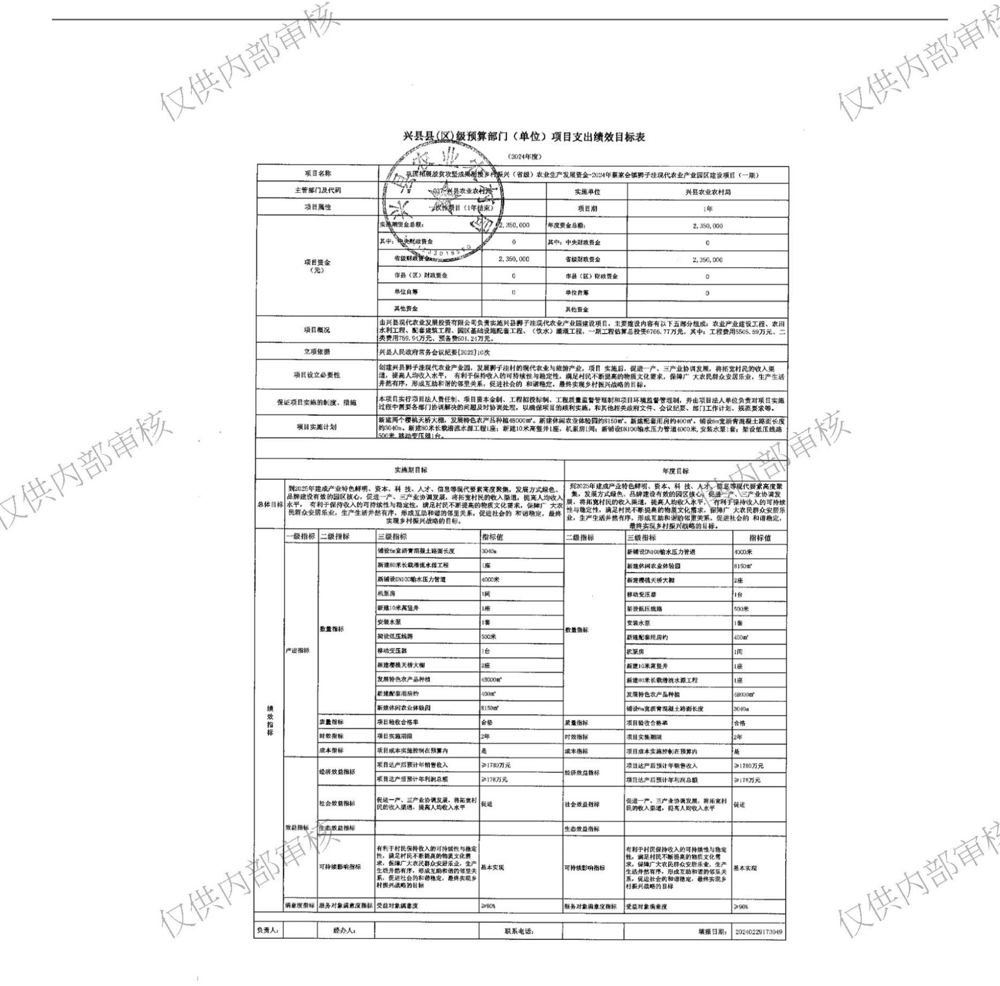 仅供内部审核
仅供内部审核
兴县县(区)级预算部门（单位）项目支出绩效目标表
（2024年度）
项目名称 巩固拓展脱贫攻坚成果衔接乡村振兴（省级）农业生产发展资金-2024年蔡家会镇狮子洼现代农业产业园区建设项目（一期）
主管部门及代码 037-兴县农业农村局 实施单位 兴县农业农村局
项目属性 一次性项目（1年结束） 项目期 1年
项目资金（元）
实施期资金总额： 2,350,000 年度资金总额： 2,350,000
其中：中央财政资金 0 其中：中央财政资金 0
省级财政资金 2,350,000 省级财政资金 2,350,000
市县（区）财政资金 0 市县（区）财政资金 0
单位自筹 0 单位自筹 0
其他资金 其他资金
项目概况
由兴县现代农业发展投资有限公司负责实施兴县狮子洼现代农业产业园建设项目，主要建设内容有以下五部分组成：农业产业建设工程、农田
水利工程、配套建筑工程、园区基础设施配套工程、（饮水）灌溉工程，一期工程估算总投资6766.77万元，其中：工程费用5505.59万元、二
类费用759.94万元、预备费501.24万元。
立项依据 兴县人民政府常务会议纪要[2022]10次
项目设立必要性
创建兴县狮子洼现代农业产业园，发展狮子洼村的现代农业与旅游产业，项目 实施后，促进一产、三产业协调发展，将拓宽村民的收入渠
道，提高人均收入水平， 有利于保持收入的可持续性与稳定性，满足村民不断提高的物质文化需求，保障广 大农民群众安居乐业，生产生活
井然有序，形成互助和谐的邻里关系，促进社会的 和谐稳定，最终实现乡村振兴战略的目标。
保证项目实施的制度、措施
本项目实行项目法人责任制、项目资本金制、工程招投标制、工程质量监督管理制和项目环境监督管理制，并由项目法人单位负责对项目实施
过程中需要各部门协调解决的问题及时协调处理，以确保项目的顺利实施。和其他相关政府文件、会议纪要、部门工作计划、规范要求等。
项目实施计划
新建两个樱桃天桥大棚，发展特色农产品种植48000㎡。新建休闲农业体验园约8150㎡。新建配套用房约400㎡。铺设6m宽沥青混凝土路面长度
约3040m。新建80米长截潜流水源工程1座；新建10米高竖井1座，机泵房1间；新铺设DN100输水压力管道4000米,安装水泵1套；架设低压线路
500米,移动变压器1台。
仅供内部审核
仅供内部审核
实施期目标 年度目标
总体目标
到2025年建成产业特色鲜明、资本、科 技、人才、信息等现代要素高度聚集，发展方式绿色、
品牌建设有效的园区核心，促进一产、三产业协调发展，将拓宽村民的收入渠道，提高人均收入
水平， 有利于保持收入的可持续性与稳定性，满足村民不断提高的物质文化需求，保障广 大农
民群众安居乐业，生产生活井然有序，形成互助和谐的邻里关系，促进社会的 和谐稳定，最终
实现乡村振兴战略的目标。
到2025年建成产业特色鲜明、资本、科 技、人才、信息等现代要素高度聚
集，发展方式绿色、品牌建设有效的园区核心，促进一产、三产业协调发
展，将拓宽村民的收入渠道，提高人均收入水平， 有利于保持收入的可持续
性与稳定性，满足村民不断提高的物质文化需求，保障广 大农民群众安居乐
业，生产生活井然有序，形成互助和谐的邻里关系，促进社会的 和谐稳定，
最终实现乡村振兴战略的目标。
绩效指标
一级指标 二级指标 三级指标 指标值 二级指标 三级指标 指标值
产出指标 数量指标 数量指标
铺设6m宽沥青混凝土路面长度 3040m 新铺设DN100输水压力管道 4000米
新建80米长截潜流水源工程 1座 新建休闲农业体验园 8150㎡
新铺设DN100输水压力管道 4000米 新建樱桃天桥大棚 2座
机泵房 1间 移动变压器 1台
新建10米高竖井 1座 架设低压线路 500米
安装水泵 1套 安装水泵 1套
架设低压线路 500米 新建配套用房约 400㎡
移动变压器 1台 机泵房 1间
新建樱桃天桥大棚 2座 新建10米高竖井 1座
发展特色农产品种植 48000㎡ 新建80米长截潜流水源工程 1座
新建配套用房约 400㎡ 发展特色农产品种植 48000㎡
新建休闲农业体验园 8150㎡ 铺设6m宽沥青混凝土路面长度 3040m
质量指标 项目验收合格率 合格 质量指标 项目验收合格率 合格
时效指标 项目实施期限 2年 时效指标 项目实施期限 2年
成本指标 项目成本实施控制在预算内 是 成本指标 项目成本实施控制在预算内 是
效益指标
经济效益指标 项目达产后预计年销售收入 ≥1780万元 经济效益指标 项目达产后预计年销售收入 ≥1780万元
项目达产后预计年利润总额 ≥178万元 项目达产后预计年利润总额 ≥178万元
社会效益指标 促进一产、三产业协调发展，将拓宽村民的收入渠道，提高人均收入水平 促进 社会效益指标 促进一产、三产业协调发展，将拓宽村民的收入渠道，提高人均收入水平 促进
生态效益指标 生态效益指标
可持续影响指标 有利于村民保持收入的可持续性与稳定性，满足村民不断提高的物质文化需求，保障广大农民群众安居乐业，生产生活井然有序，形成互助和谐的邻里关系，促进社会的和谐稳定，最终实现乡村振兴战略的目标 基本实现 可持续影响指标 有利于村民保持收入的可持续性与稳定性，满足村民不断提高的物质文化需求，保障广大农民群众安居乐业，生产生活井然有序，形成互助和谐的邻里关系，促进社会的和谐稳定，最终实现乡村振兴战略的目标 基本实现
满意度指标 服务对象满意度指标 受益对象满意度 ≥90% 服务对象满意度指标 受益对象满意度 ≥90%
负责人： 经办人： 联系电话： 填报日期： 20240229173049
仅供内部审核
仅供内部审核